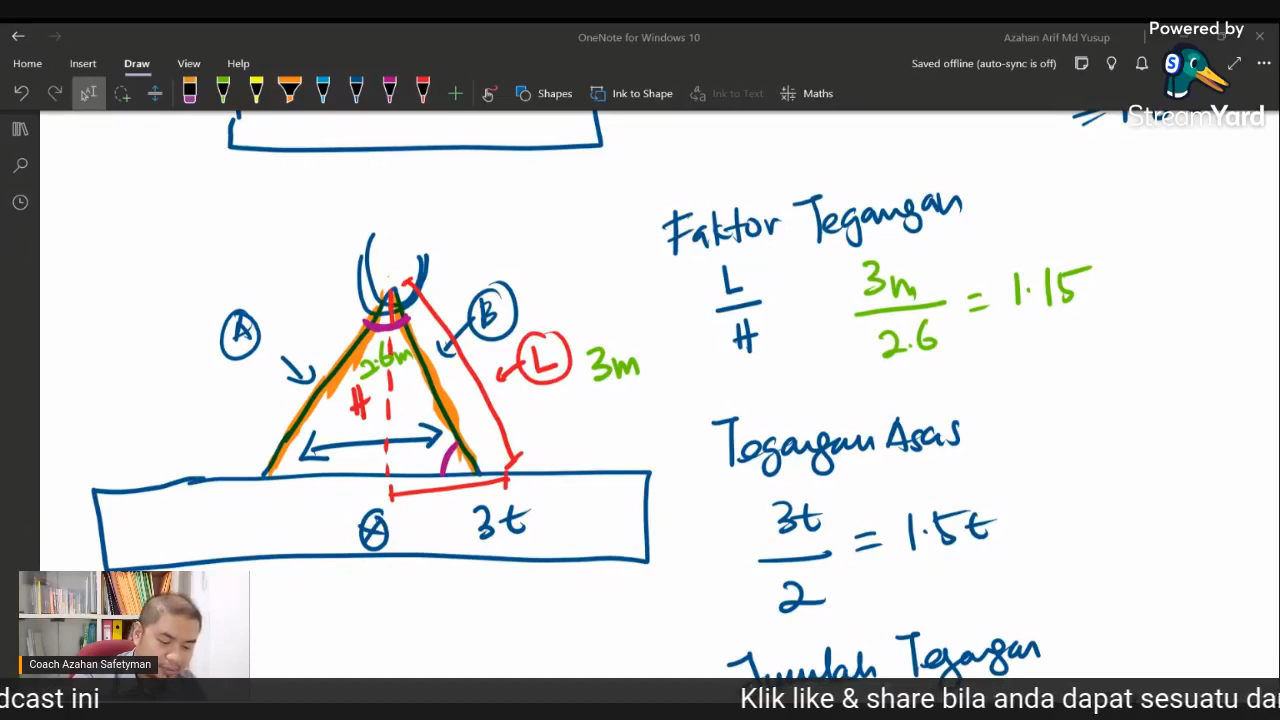 Powered by
StreamYard
OneNote for Windows 10
Azahan Arif Md Yusup
Home Insert Draw View Help
Saved offline (auto-sync is off)
Shapes
Ink to Shape
Ink to Text
Maths
Faktor Tegangan
L
H
3m
2.6
= 1.15
A
B
L
3m
2.6m
H
3t
Tegangan Asas
3t
2
= 1.5t
Jumlah Tegangan
Coach Azahan Safetyman
dcast ini
Klik like & share bila anda dapat sesuatu da